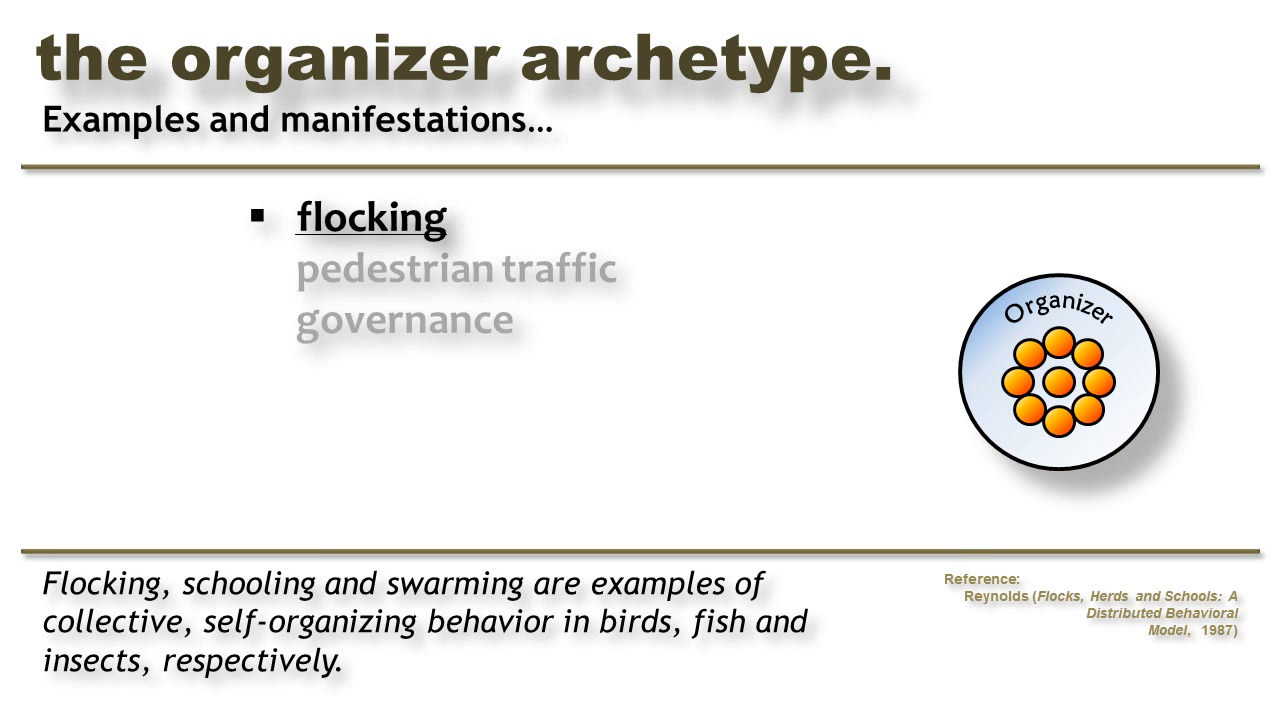 the organizer archetype.
Examples and manifestations…
▪ flocking
pedestrian traffic
governance
Organizer
Flocking, schooling and swarming are examples of
collective, self-organizing behavior in birds, fish and
insects, respectively.
Reference:
Reynolds (Flocks, Herds and Schools: A
Distributed Behavioral
Model, 1987)